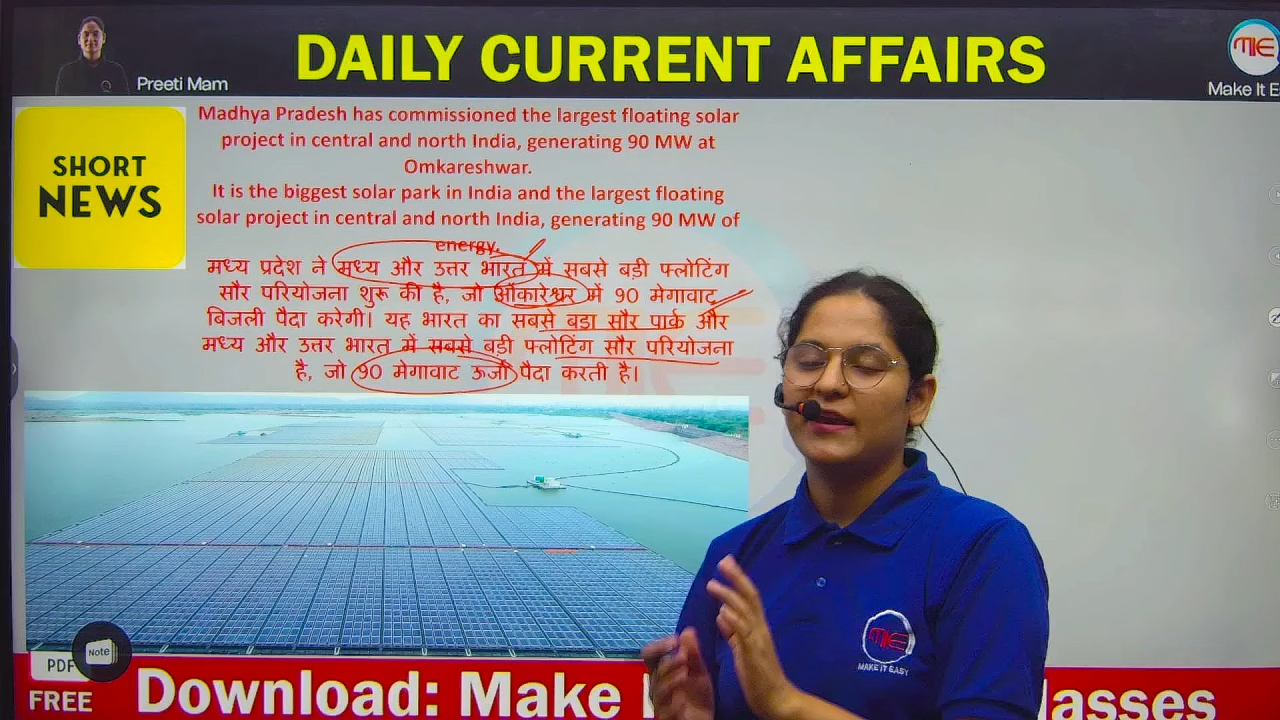 DAILY CURRENT AFFAIRS
Preeti Mam
MIE
Make It E
SHORT
NEWS
Madhya Pradesh has commissioned the largest floating solar
project in central and north India, generating 90 MW at
Omkareshwar.
It is the biggest solar park in India and the largest floating
solar project in central and north India, generating 90 MW of
energy.
मध्य प्रदेश ने मध्य और उत्तर भारत में सबसे बड़ी फ्लोटिंग
सौर परियोजना शुरू की है, जो ओंकारेश्वर में 90 मेगावाट
बिजली पैदा करेगी। यह भारत का सबसे बड़ा सौर पार्क और
मध्य और उत्तर भारत में सबसे बड़ी फ्लोटिंग सौर परियोजना
है, जो 90 मेगावाट ऊर्जा पैदा करती है।
MIE
MAKE IT EASY
Note
PDF
FREE
Download: Make
lasses